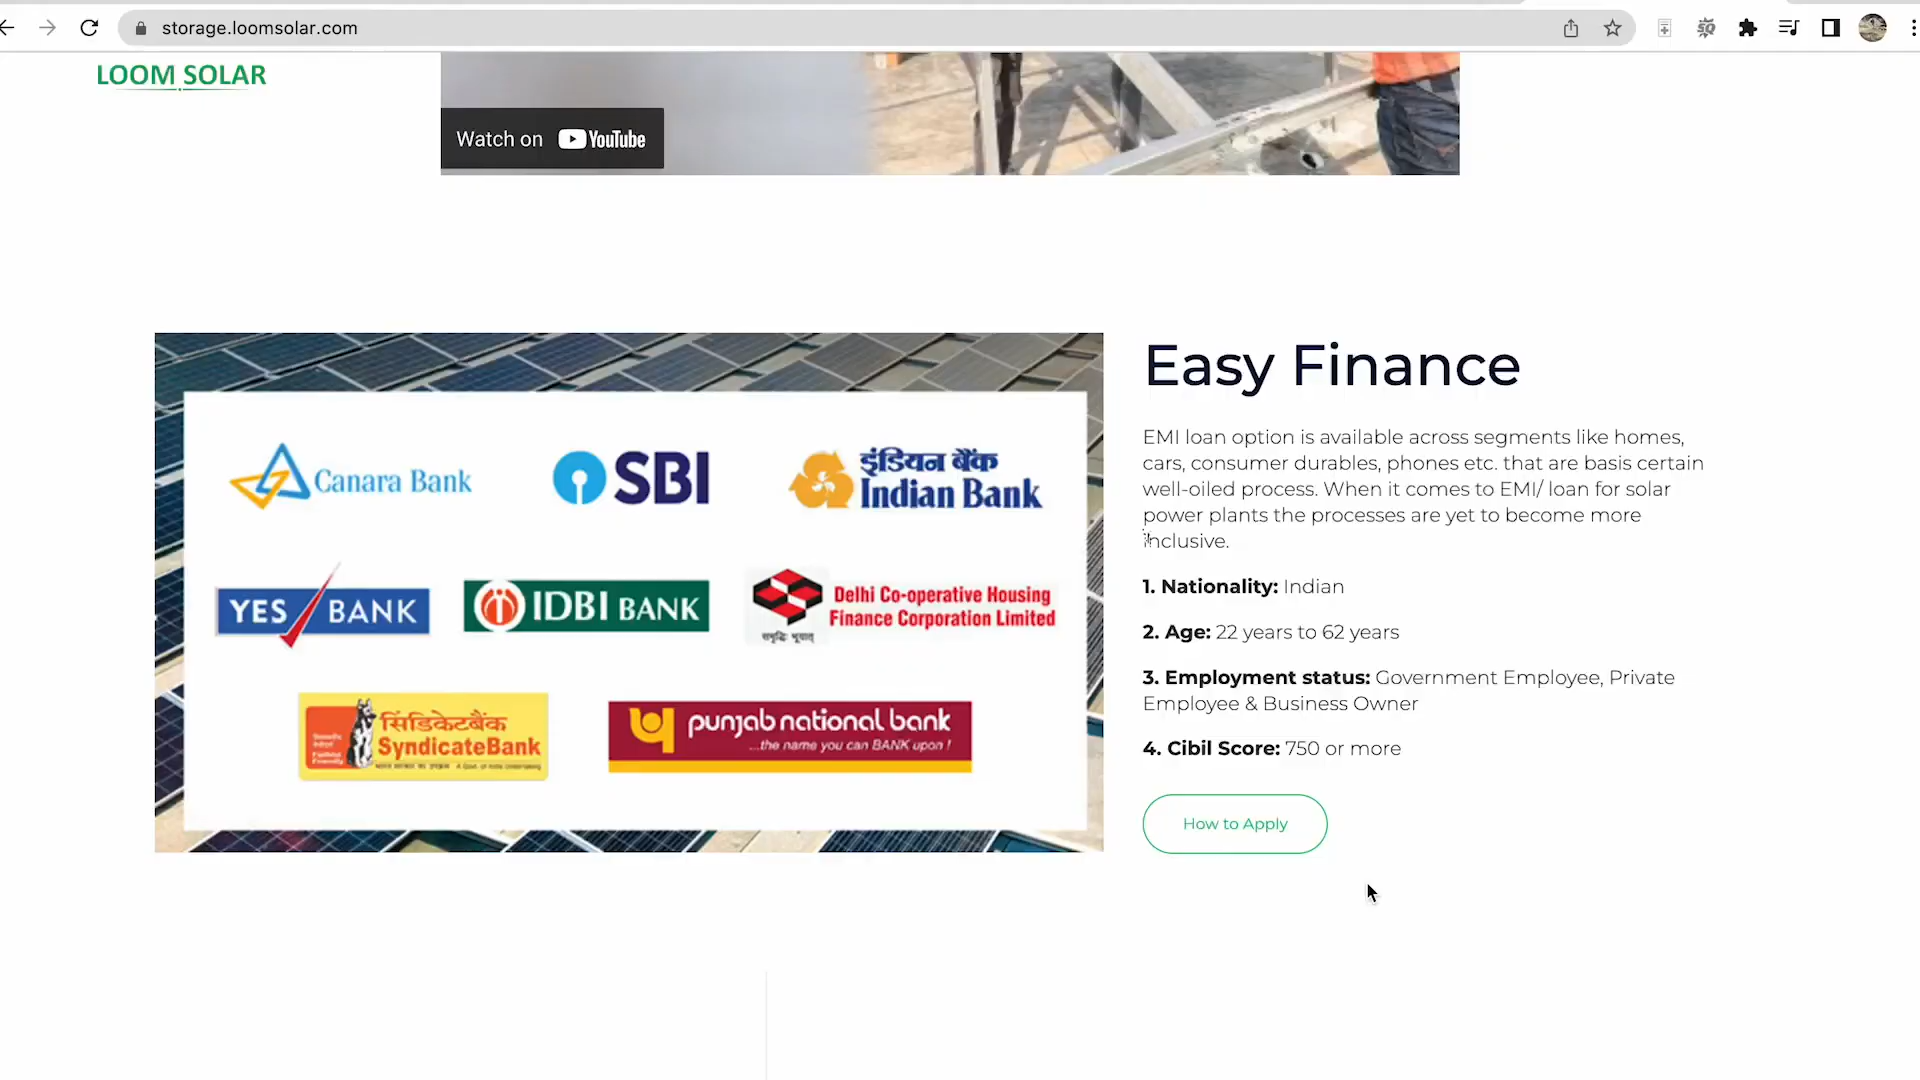 storage.loomsolar.com
LOOM SOLAR
Watch on YouTube
Canara Bank
SBI
इंडियन बैंक
Indian Bank
YES BANK
IDBI BANK
Delhi Co-operative Housing
Finance Corporation Limited
सिंडिकेटबैंक
SyndicateBank
punjab national bank
...the name you can BANK upon !
Easy Finance
EMI loan option is available across segments like homes,
cars, consumer durables, phones etc. that are basis certain
well-oiled process. When it comes to EMI/ loan for solar
power plants the processes are yet to become more
inclusive.
1. Nationality: Indian
2. Age: 22 years to 62 years
3. Employment status: Government Employee, Private
Employee & Business Owner
4. Cibil Score: 750 or more
How to Apply